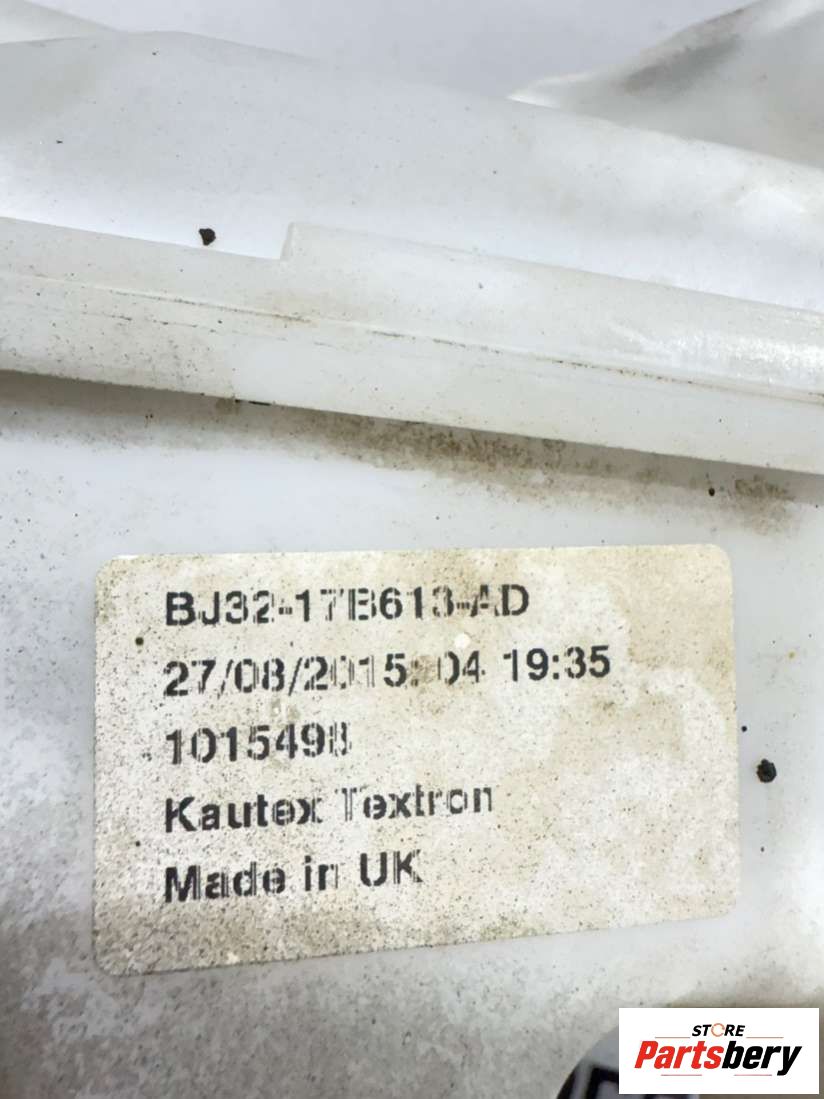 BJ32-17B613-AD
27/08/2015 04 19:35
1015498
Kautex Textron
Made in UK
STORE
Partsbery